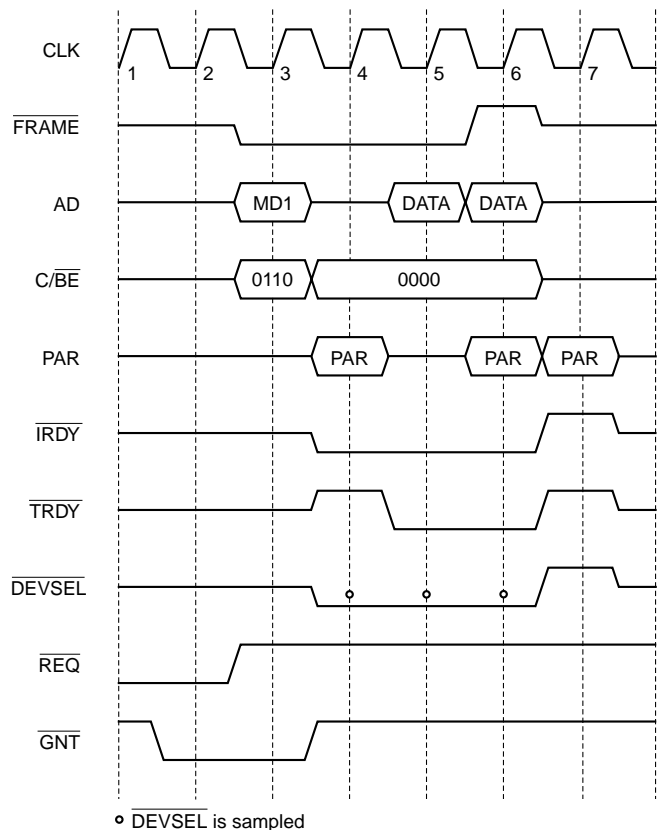 CLK
1 2 3 4 5 6 7
FRAME
AD MD1 DATA DATA
C/BE 0110 0000
PAR PAR PAR PAR
IRDY
TRDY
DEVSEL
REQ
GNT
DEVSEL is sampled